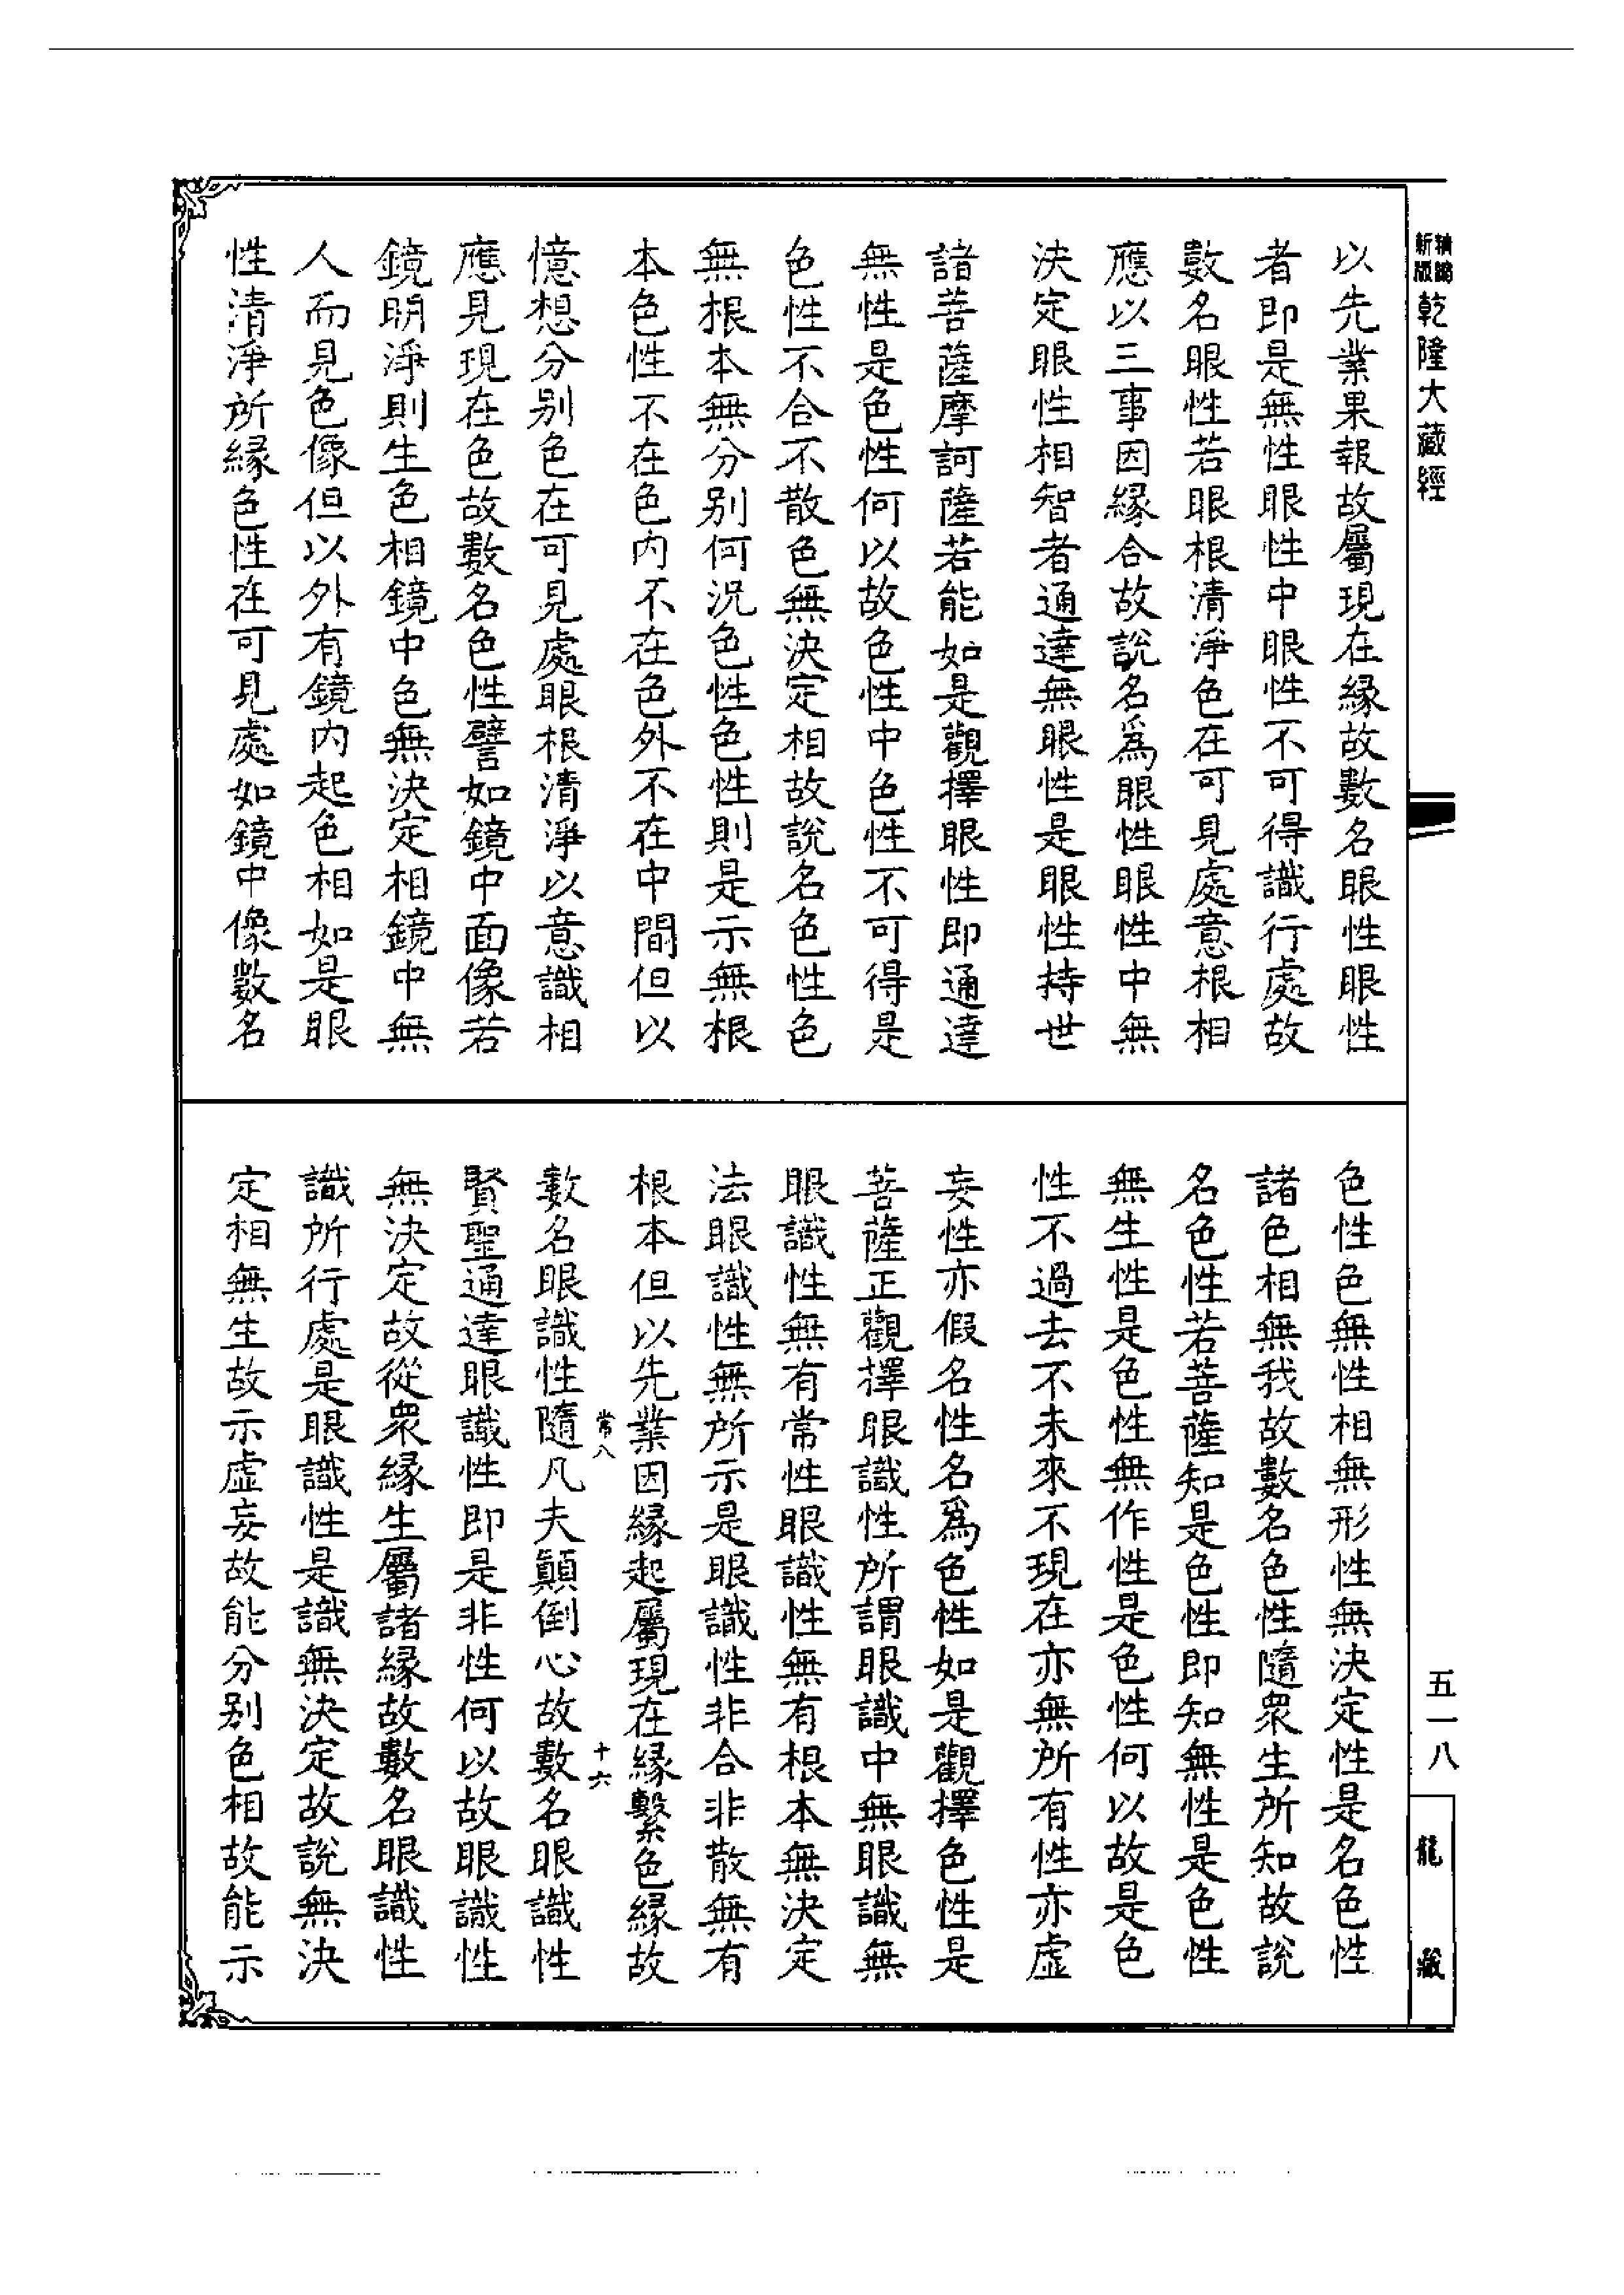 精編新版
乾隆大藏經
以先業果報故屬現在緣故數名眼性眼性
者即是無性眼性中眼性不可得識行處故
數名眼性若眼根清淨色在可見處意根相
應以三事因緣合故說名爲眼性眼性中無
決定眼性相智者通達無眼性是眼性持世
諸菩薩摩訶薩若能如是觀擇眼性即通達
無性是色性何以故色性中色性不可得是
色性不合不散色無決定相故說名色性色
無根本無分別何況色性色性則是示無根
本色性不在色內不在色外不在中間但以
憶想分別色在可見處眼根清淨以意識相
應見現在色故數名色性譬如鏡中面像若
鏡明淨則生色相鏡中色無決定相鏡中無
人而見色像但以外有鏡內起色相如是眼
性清淨所緣色性在可見處如鏡中像數名
色性色無性相無形性無決定性是名色性
諸色相無我故數名色性隨衆生所知故說
名色性若菩薩知是色性即知無性是色性
無生性是色性無作性是色性何以故是色
性不過去不未來不現在亦無所有性亦虛
妄性亦假名性名爲色性如是觀擇色性是
菩薩正觀擇眼識性所謂眼識中無眼識無
眼識性無有常性眼識性無有根本無決定
法眼識性無所示是眼識性非合非散無有
根本但以先業因緣起屬現在緣繫色緣故
常八
十六
數名眼識性隨凡夫顛倒心故數名眼識性
賢聖通達眼識性即是非性何以故眼識性
無決定故從衆緣生屬諸緣故數名眼識性
識所行處是眼識性是識無決定故說無決
定相無生故示虛妄故能分別色相故能示
五一八
龍藏